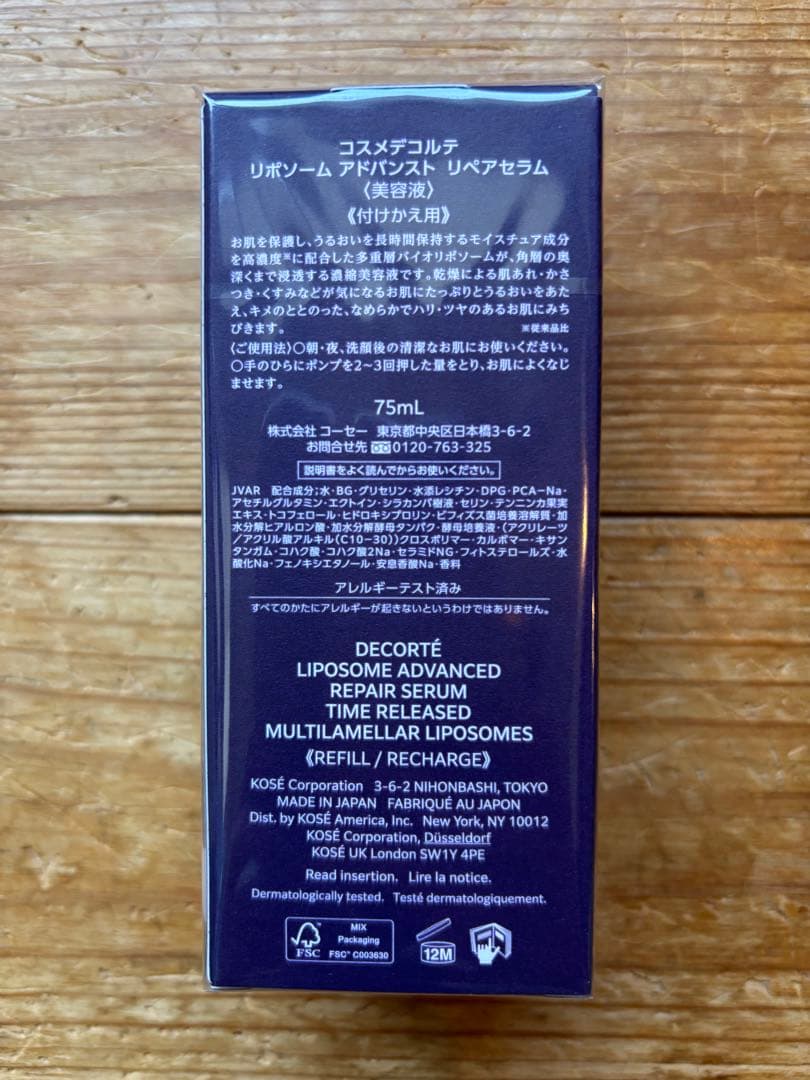 コスメデコルテ
リポソーム アドバンスト リペアセラム
〈美容液〉
《付けかえ用》
お肌を保護し、うるおいを長時間保持するモイスチュア成分
を高濃度※に配合した多重層バイオリポソームが、角層の奥
深くまで浸透する濃縮美容液です。乾燥による肌あれ・かさ
つき・くすみなどが気になるお肌にたっぷりとうるおいをあた
え、キメのととのった、なめらかでハリ・ツヤのあるお肌にみち
びきます。 ※従来品比
〈ご使用法〉○朝・夜、洗顔後の清潔なお肌にお使いください。
○手のひらにポンプを2〜3回押した量をとり、お肌によくなじ
ませます。
75mL
株式会社 コーセー 東京都中央区日本橋3-6-2
お問合せ先 0120-763-325
説明書をよく読んでからお使いください。
JVAR 配合成分;水・BG・グリセリン・水添レシチン・DPG・PCA-Na・
アセチルグルタミン・エクトイン・シラカンバ樹液・セリン・テンニンカ果実
エキス・トコフェロール・ヒドロキシプロリン・ビフィズス菌培養溶解質・加
水分解ヒアルロン酸・加水分解酵母タンパク・酵母培養液・(アクリレーツ
/アクリル酸アルキル(C10-30))クロスポリマー・カルボマー・キサン
タンガム・コハク酸・コハク酸2Na・セラミドNG・フィトステロールズ・水
酸化Na・フェノキシエタノール・安息香酸Na・香料
アレルギーテスト済み
すべてのかたにアレルギーが起きないというわけではありません。
DECORTÉ
LIPOSOME ADVANCED
REPAIR SERUM
TIME RELEASED
MULTILAMELLAR LIPOSOMES
《REFILL / RECHARGE》
KOSÉ Corporation 3-6-2 NIHONBASHI, TOKYO
MADE IN JAPAN FABRIQUÉ AU JAPON
Dist. by KOSÉ America, Inc. New York, NY 10012
KOSÉ Corporation, Düsseldorf
KOSÉ UK London SW1Y 4PE
Read insertion. Lire la notice.
Dermatologically tested. Testé dermatologiquement.
FSC
MIX
Packaging
FSC® C003630
12M